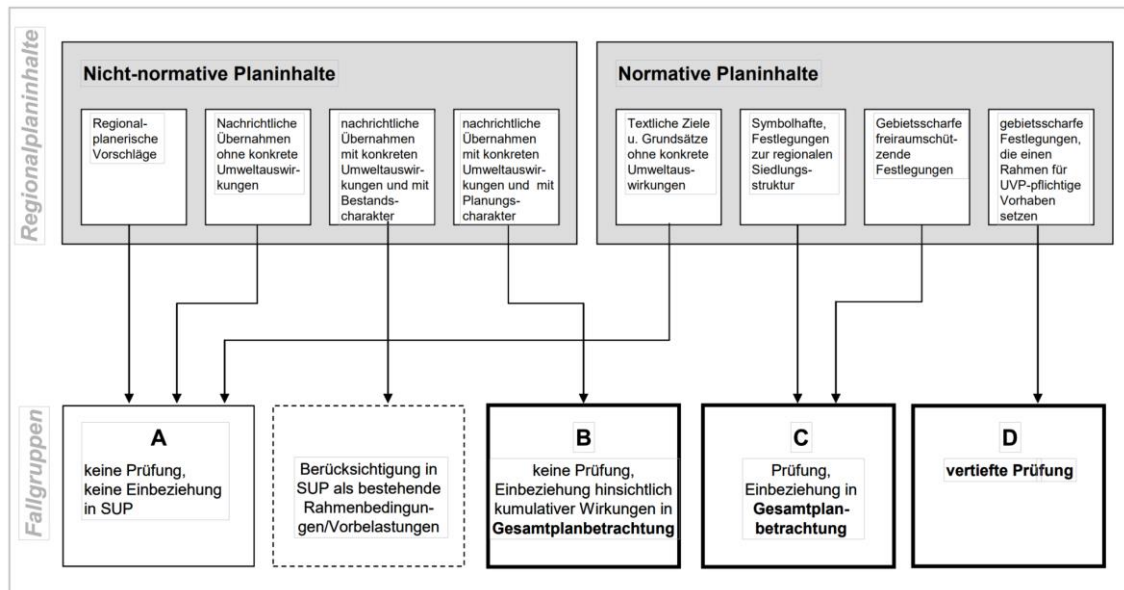 Regionalplaninhalte
Nicht-normative Planinhalte
Regional-
planerische
Vorschläge
Nachrichtliche
Übernahmen
ohne konkrete
Umweltauswir-
kungen
nachrichtliche
Übernahmen
mit konkreten
Umweltauswir-
kungen und mit
Bestands-
charakter
nachrichtliche
Übernahmen
mit konkreten
Umweltauswir-
kungen und mit
Planungs-
charakter
Normative Planinhalte
Textliche Ziele
u. Grundsätze
ohne konkrete
Umweltaus-
wirkungen
Symbolhafte,
Festlegungen
zur regionalen
Siedlungs-
struktur
Gebietsscharfe
freiraumschüt-
zende
Festlegungen
gebietsscharfe
Festlegungen,
die einen
Rahmen für
UVP-pflichtige
Vorhaben
setzen
Fallgruppen
A
keine Prüfung,
keine Einbeziehung
in SUP
Berücksichtigung in
SUP als bestehende
Rahmenbedingun-
gen/Vorbelastungen
B
keine Prüfung,
Einbeziehung hinsichtlich
kumulativer Wirkungen in
Gesamtplanbetrachtung
C
Prüfung,
Einbeziehung in
Gesamtplan-
betrachtung
D
vertiefte Prüfung